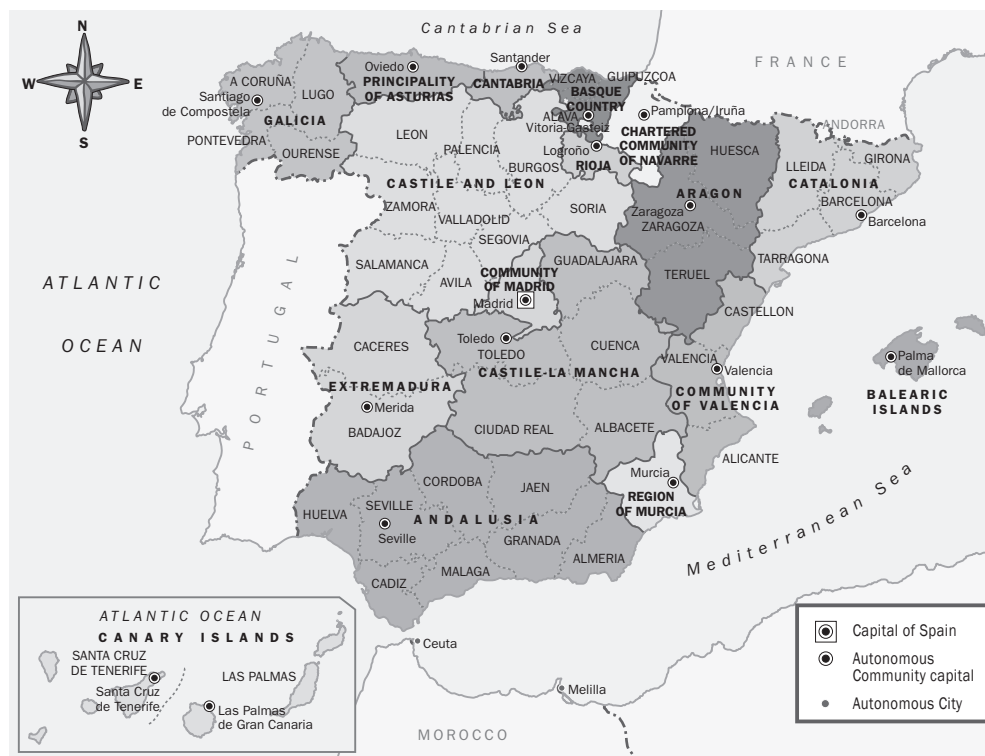 Cantabrian Sea
N
W
E
S
FRANCE
ANDORRA
A CORUÑA
LUGO
Santiago
de Compostela
GALICIA
PONTEVEDRA
OURENSE
Oviedo
PRINCIPALITY
OF ASTURIAS
Santander
CANTABRIA
VIZCAYA
GUIPUZCOA
BASQUE
COUNTRY
ALAVA
Vitoria-Gasteiz
Pamplona/Iruña
CHARTERED
COMMUNITY
OF NAVARRE
Logroño
RIOJA
LEON
PALENCIA
BURGOS
CASTILE AND LEON
ZAMORA
VALLADOLID
SORIA
SEGOVIA
SALAMANCA
AVILA
HUESCA
ARAGON
Zaragoza
ZARAGOZA
TERUEL
LLEIDA
GIRONA
CATALONIA
BARCELONA
Barcelona
TARRAGONA
COMMUNITY
OF MADRID
Madrid
GUADALAJARA
Toledo
TOLEDO
CUENCA
CASTILE-LA MANCHA
CIUDAD REAL
ALBACETE
CASTELLON
VALENCIA
Valencia
COMMUNITY
OF VALENCIA
ALICANTE
Palma
de Mallorca
BALEARIC
ISLANDS
ATLANTIC
OCEAN
PORTUGAL
CACERES
EXTREMADURA
Merida
BADAJOZ
Murcia
REGION
OF MURCIA
CORDOBA
JAEN
SEVILLE
HUELVA
ANDALUSIA
Seville
GRANADA
ALMERIA
MALAGA
CADIZ
Mediterranean Sea
Ceuta
Melilla
MOROCCO
ATLANTIC OCEAN
CANARY ISLANDS
SANTA CRUZ
DE TENERIFE
Santa Cruz
de Tenerife
LAS PALMAS
Las Palmas
de Gran Canaria
Capital of Spain
Autonomous
Community capital
Autonomous City